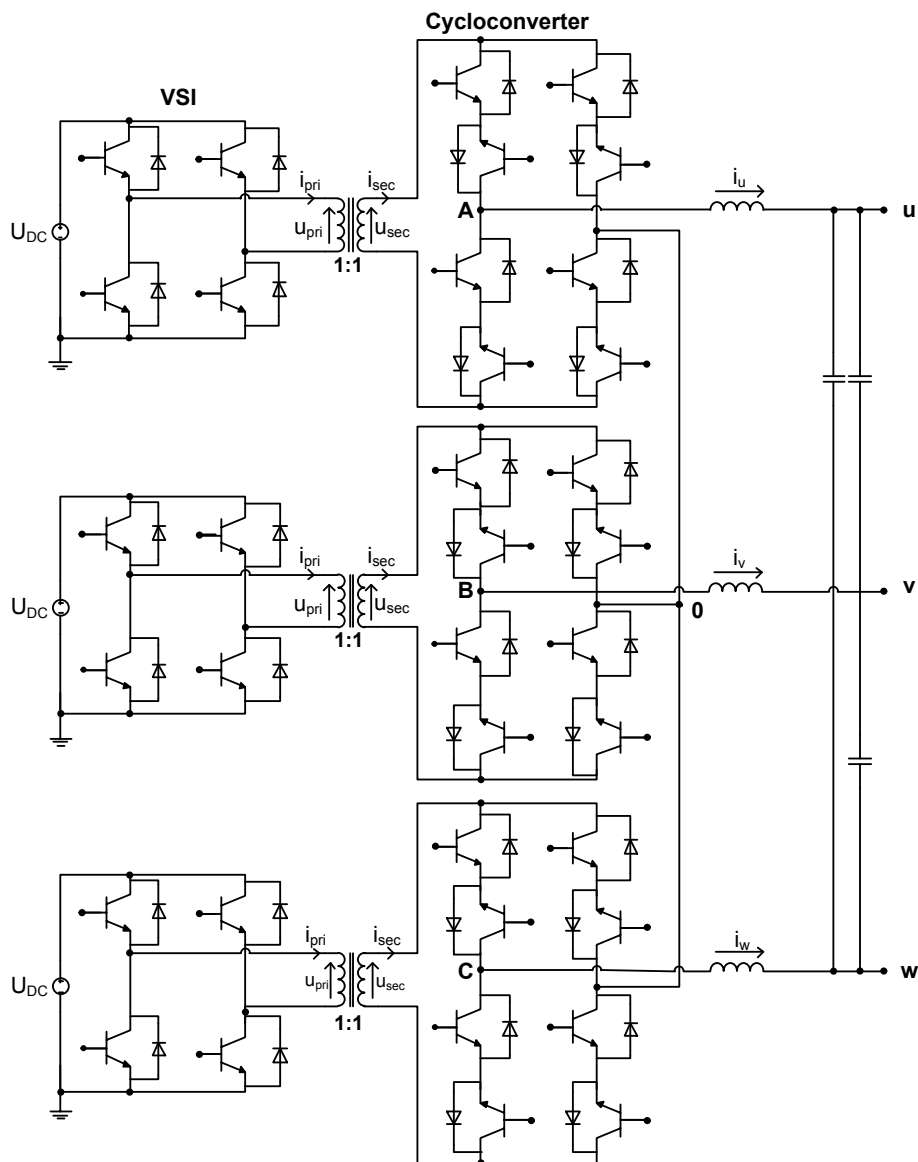 Cycloconverter
VSI
U_DC
i_pri
i_sec
u_pri
u_sec
1:1
A
i_u
u
U_DC
i_pri
i_sec
u_pri
u_sec
1:1
B
i_v
v
0
U_DC
i_pri
i_sec
u_pri
u_sec
1:1
C
i_w
w